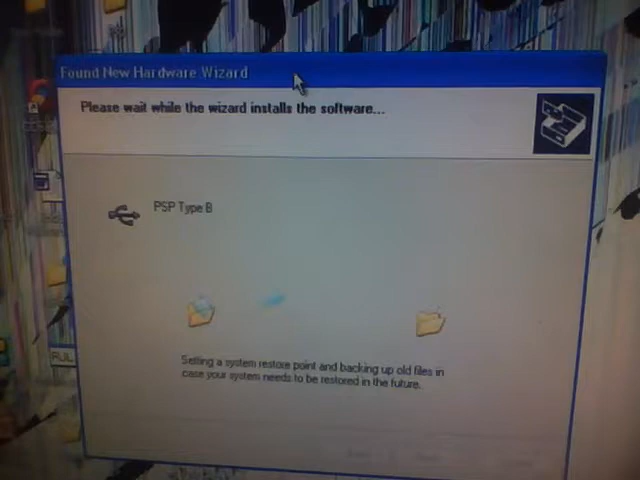 Found New Hardware Wizard
Please wait while the wizard installs the software...
PSP Type B
Setting a system restore point and backing up old files in
case your system needs to be restored in the future.